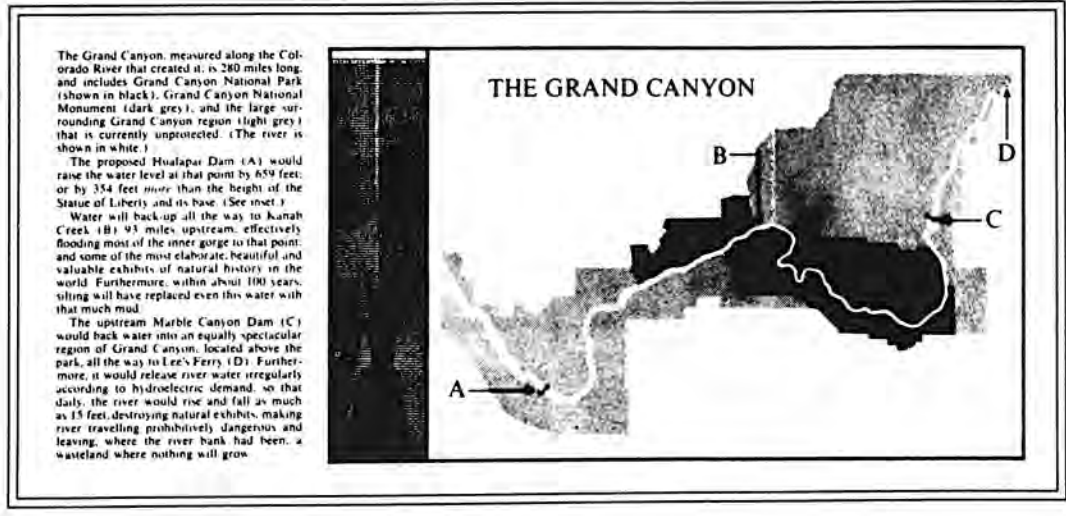 The Grand Canyon, measured along the Col-
orado River that created it, is 280 miles long,
and includes Grand Canyon National Park
(shown in black), Grand Canyon National
Monument (dark grey), and the large sur-
rounding Grand Canyon region (light grey)
that is currently unprotected. (The river is
shown in white.)
The proposed Hualapai Dam (A) would
raise the water level at that point by 659 feet;
or by 354 feet more than the height of the
Statue of Liberty and its base. (See inset.)
Water will back-up all the way to Kanab
Creek (B) 93 miles upstream, effectively
flooding most of the inner gorge to that point;
and some of the most elaborate, beautiful and
valuable exhibits of natural history in the
world. Furthermore, within about 100 years,
silting will have replaced even this water with
that much mud.
The upstream Marble Canyon Dam (C)
would back water into an equally spectacular
region of Grand Canyon, located above the
park, all the way to Lee's Ferry (D). Further-
more, it would release river water irregularly
according to hydroelectric demand, so that
daily, the river would rise and fall as much
as 15 feet, destroying natural exhibits, making
river travelling prohibitively dangerous and
leaving, where the river bank had been, a
wasteland where nothing will grow.
THE GRAND CANYON
B
D
C
A